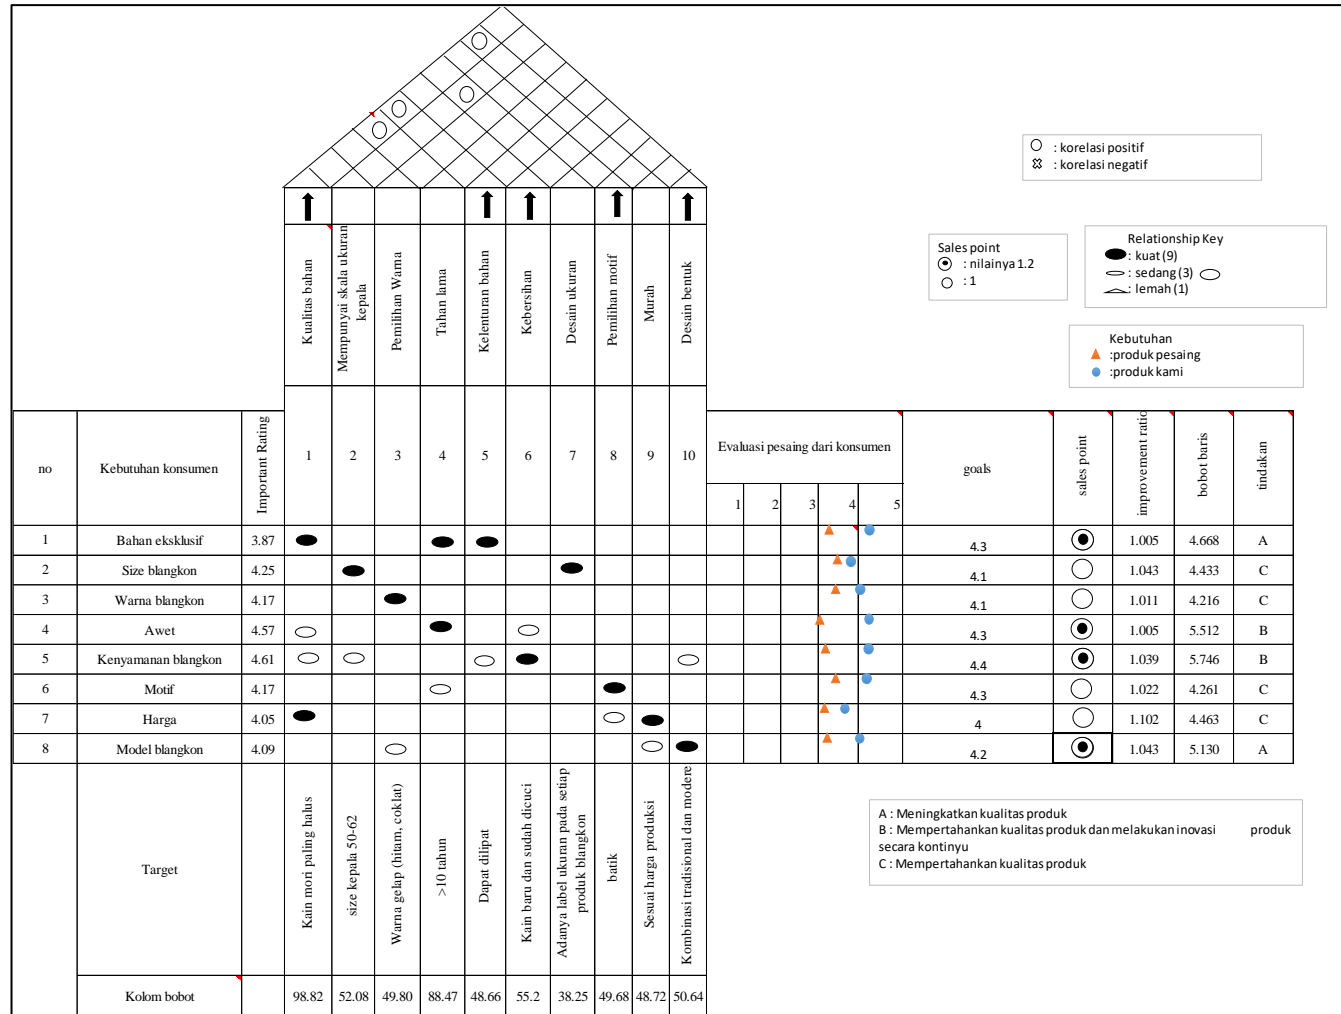 : korelasi positif
: korelasi negatif
Sales point
: nilainya 1.2
: 1
Relationship Key
: kuat (9)
: sedang (3)
: lemah (1)
Kebutuhan
:produk pesaing
:produk kami
Kualitas bahan
Mempunyai skala ukuran
kepala
Pemilihan Warna
Tahan lama
Kelenturan bahan
Kebersihan
Desain ukuran
Pemilihan motif
Murah
Desain bentuk
no Kebutuhan konsumen Important Rating 1 2 3 4 5 6 7 8 9 10 Evaluasi pesaing dari konsumen goals sales point improvement ratio bobot baris tindakan
1 2 3 4 5
1 Bahan eksklusif 3.87 4.3 1.005 4.668 A
2 Size blangkon 4.25 4.1 1.043 4.433 C
3 Warna blangkon 4.17 4.1 1.011 4.216 C
4 Awet 4.57 4.3 1.005 5.512 B
5 Kenyamanan blangkon 4.61 4.4 1.039 5.746 B
6 Motif 4.17 4.3 1.022 4.261 C
7 Harga 4.05 4 1.102 4.463 C
8 Model blangkon 4.09 4.2 1.043 5.130 A
Target
Kain mori paling halus
size kepala 50-62
Warna gelap (hitam, coklat)
>10 tahun
Dapat dilipat
Kain baru dan sudah dicuci
Adanya label ukuran pada setiap
produk blangkon
batik
Sesuai harga produksi
Kombinasi tradisional dan modere
A : Meningkatkan kualitas produk
B : Mempertahankan kualitas produk dan melakukan inovasi produk
secara kontinyu
C : Mempertahankan kualitas produk
Kolom bobot 98.82 52.08 49.80 88.47 48.66 55.2 38.25 49.68 48.72 50.64